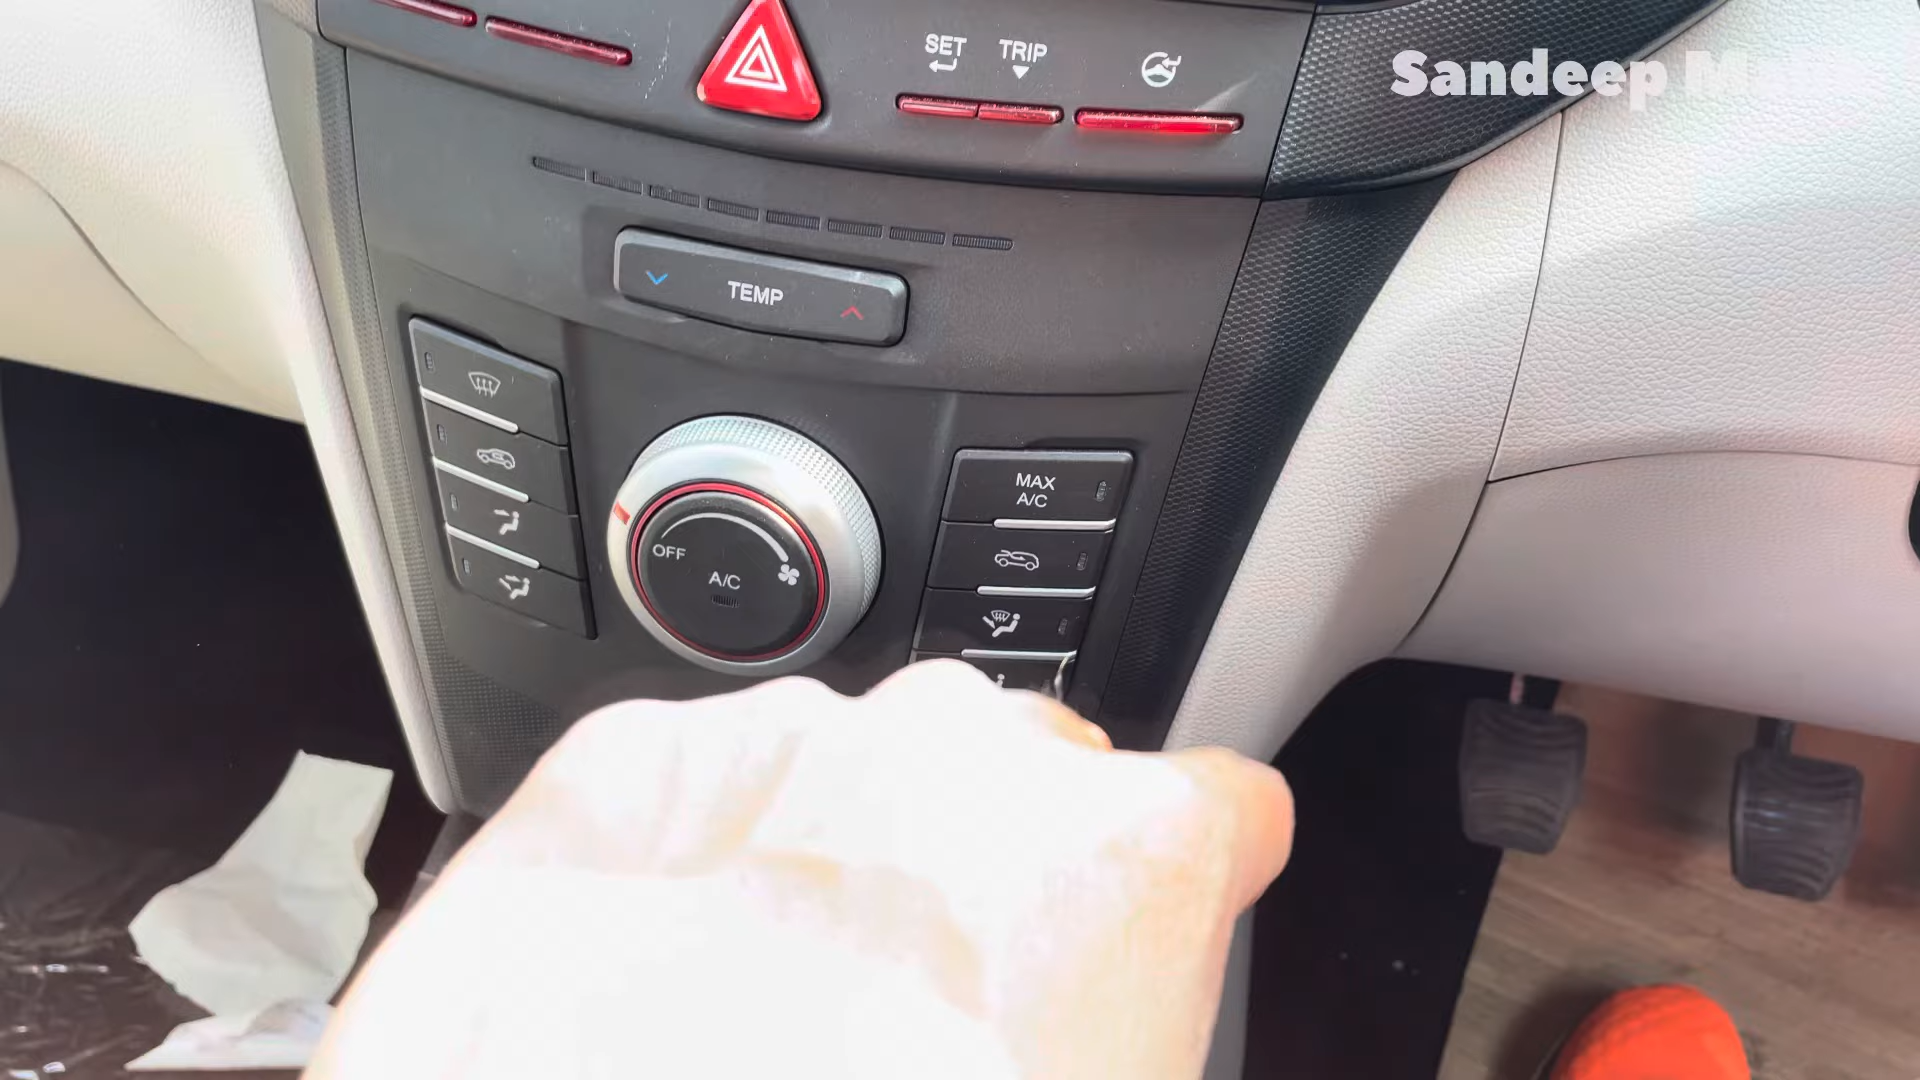 SET
TRIP
Sandeep
TEMP
MAX
A/C
OFF
A/C